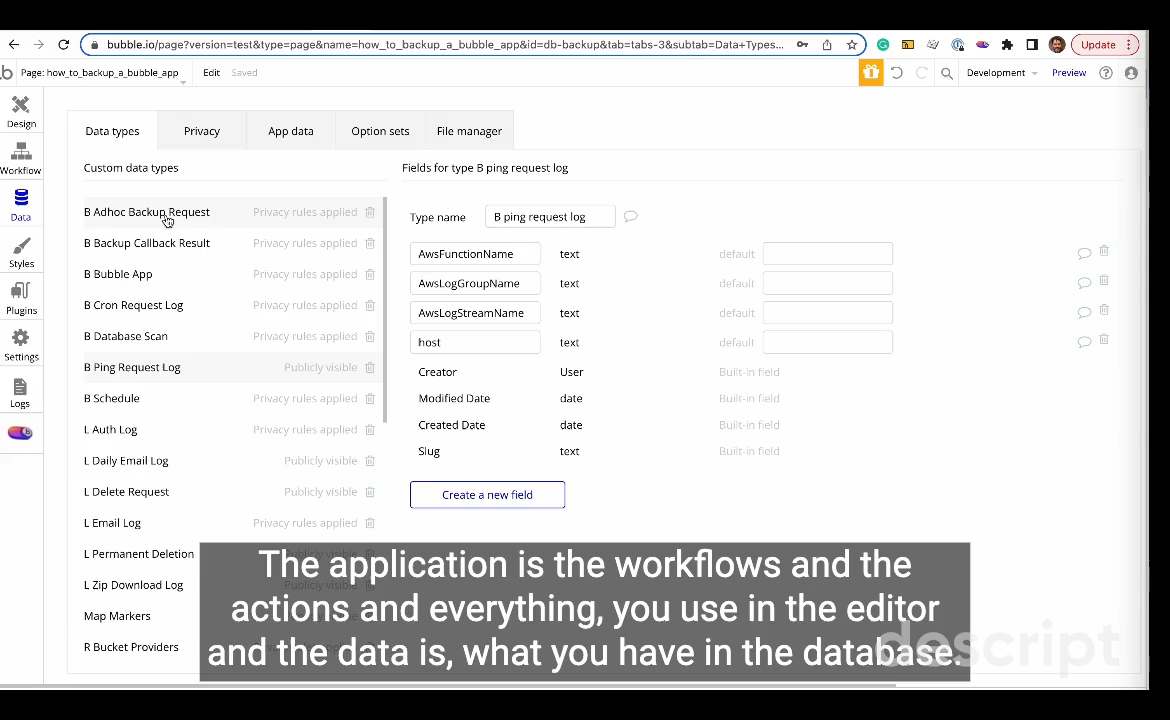 bubble.io/page?version=test&type=page&name=how_to_backup_a_bubble_app&id=db-backup&tab=tabs-3&subtab=Data+Types...
Update
Page: how_to_backup_a_bubble_app
Edit
Saved
Development
Preview
Design
Workflow
Data
Styles
Plugins
Settings
Logs
Data types
Privacy
App data
Option sets
File manager
Custom data types
B Adhoc Backup Request Privacy rules applied
B Backup Callback Result Privacy rules applied
B Bubble App Privacy rules applied
B Cron Request Log Privacy rules applied
B Database Scan Privacy rules applied
B Ping Request Log Publicly visible
B Schedule Privacy rules applied
L Auth Log Privacy rules applied
L Daily Email Log Publicly visible
L Delete Request Publicly visible
L Email Log Privacy rules applied
L Permanent Deletion
L Zip Download Log
Map Markers
R Bucket Providers
Fields for type B ping request log
Type name B ping request log
AwsFunctionName text default
AwsLogGroupName text default
AwsLogStreamName text default
host text default
Creator User Built-in field
Modified Date date Built-in field
Created Date date Built-in field
Slug text Built-in field
Create a new field
The application is the workflows and the
actions and everything, you use in the editor
and the data is, what you have in the database.
descript